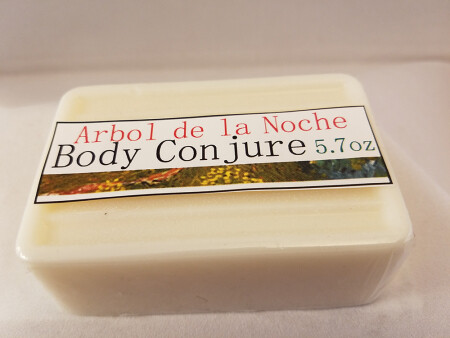 Arbol de la Noche
Body Conjure 5.7oz